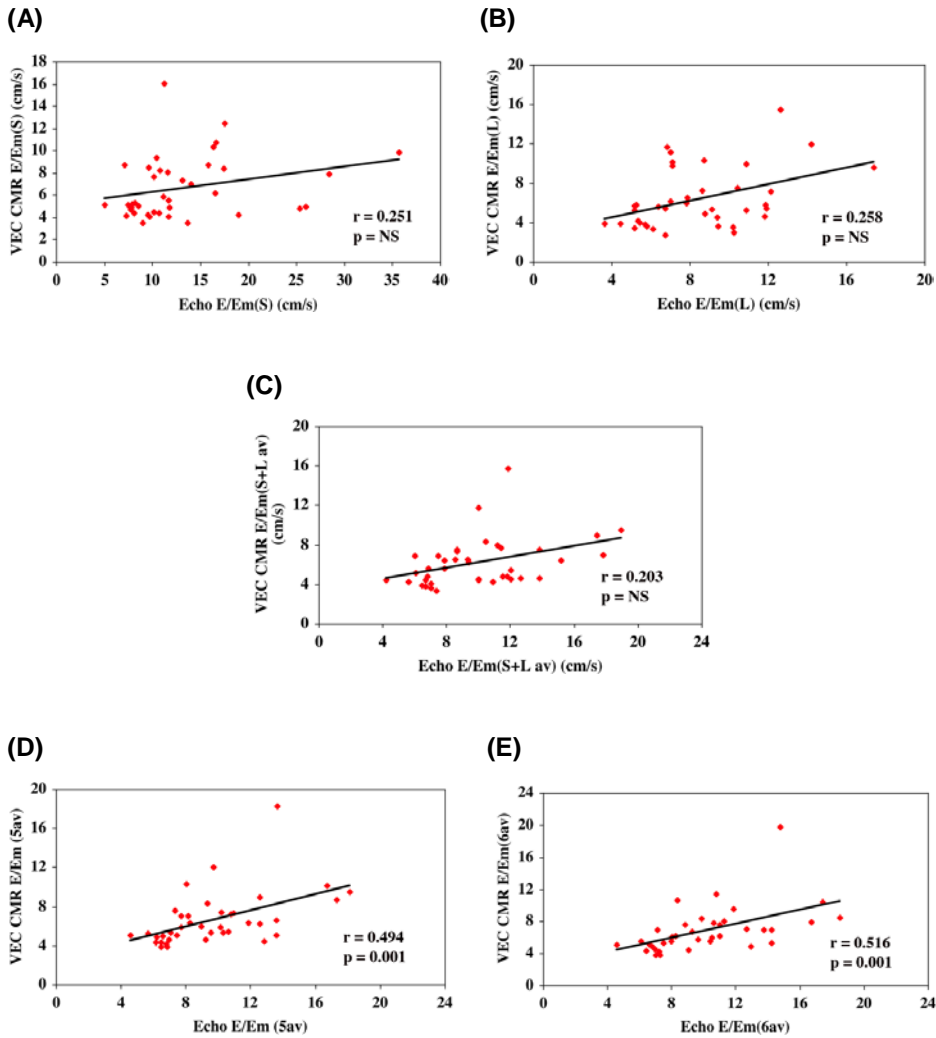 (A)
VEC CMR E/Em(S) (cm/s)
18
16
14
12
10
8
6
4
2
0
r = 0.251
p = NS
0 5 10 15 20 25 30 35 40
Echo E/Em(S) (cm/s)
(B)
VEC CMR E/Em(L) (cm/s)
20
16
12
8
4
0
r = 0.258
p = NS
0 4 8 12 16 20
Echo E/Em(L) (cm/s)
(C)
VEC CMR E/Em(S+L av)
(cm/s)
20
16
12
8
4
0
r = 0.203
p = NS
0 4 8 12 16 20 24
Echo E/Em(S+L av) (cm/s)
(D)
VEC CMR E/Em (5av)
20
16
12
8
4
0
r = 0.494
p = 0.001
0 4 8 12 16 20 24
Echo E/Em (5av)
(E)
VEC CMR E/Em(6av)
24
20
16
12
8
4
0
r = 0.516
p = 0.001
0 4 8 12 16 20 24
Echo E/Em(6av)